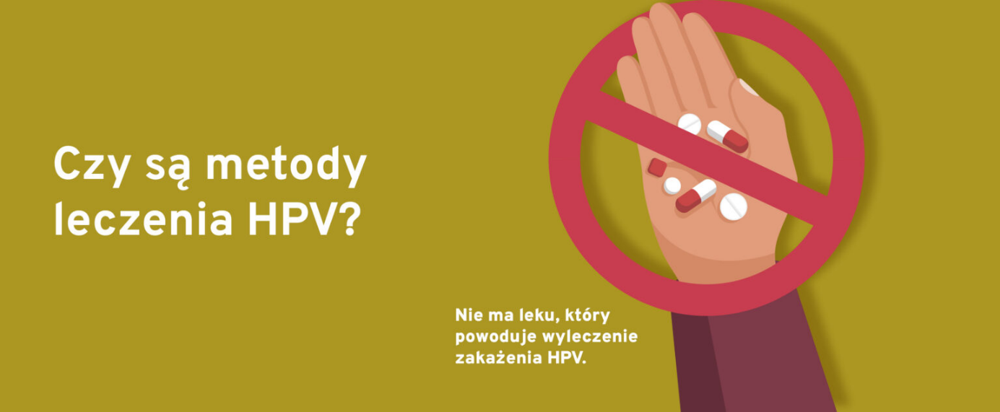 Czy są metody
leczenia HPV?
Nie ma leku, który
powoduje wyleczenie
zakażenia HPV.